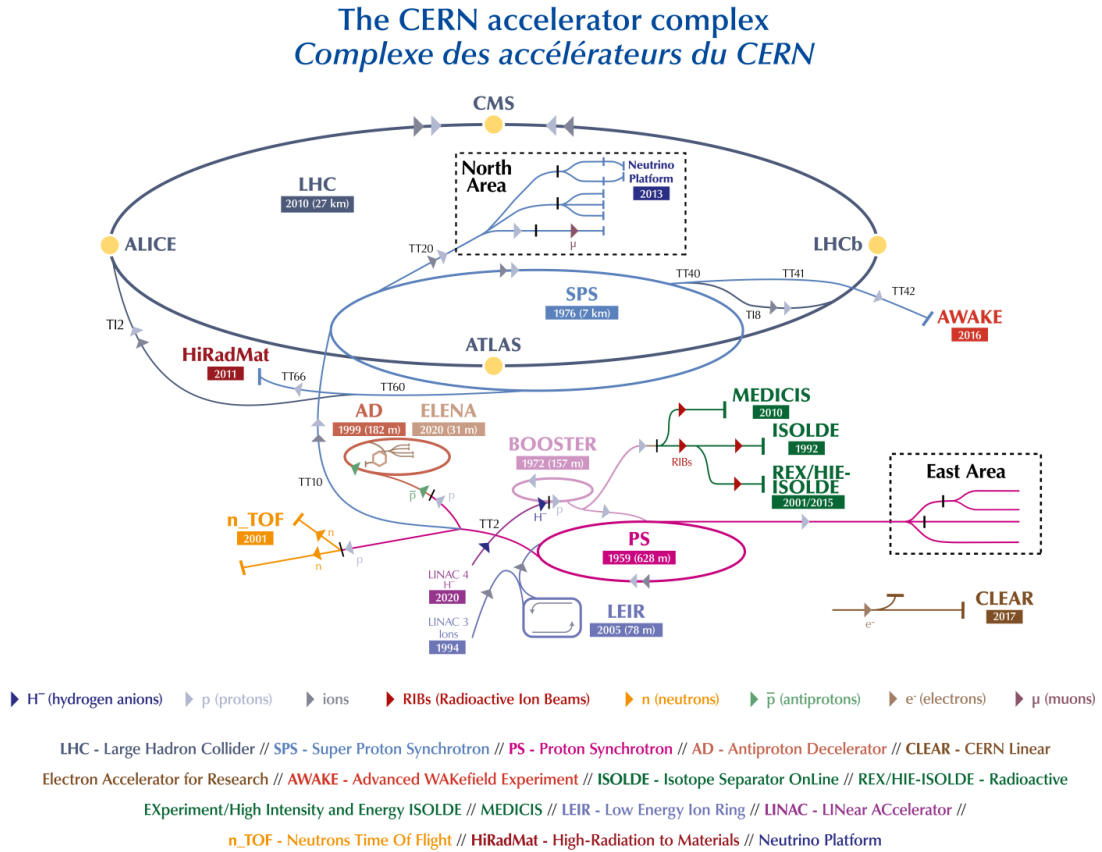 The CERN accelerator complex
Complexe des accélérateurs du CERN
CMS
North
Area
Neutrino
Platform
2013
LHC
2010 (27 km)
ALICE
LHCb
TT20
µ
TT40
TT41
TT42
SPS
1976 (7 km)
TI8
TI2
AWAKE
2016
ATLAS
HiRadMat
2011
TT66
TT60
MEDICIS
2010
AD
1999 (182 m)
ELENA
2020 (31 m)
BOOSTER
1972 (157 m)
ISOLDE
1992
RIBs
REX/HIE-
ISOLDE
2001/2015
East Area
TT10
p̅
p
H⁻
p
TT2
n_TOF
2001
n
n
p
PS
1959 (628 m)
LINAC 4
H⁻
2020
LEIR
2005 (78 m)
LINAC 3
Ions
1994
CLEAR
2017
e⁻
H⁻ (hydrogen anions)
p (protons)
ions
RIBs (Radioactive Ion Beams)
n (neutrons)
p̅ (antiprotons)
e⁻ (electrons)
µ (muons)
LHC - Large Hadron Collider // SPS - Super Proton Synchrotron // PS - Proton Synchrotron // AD - Antiproton Decelerator // CLEAR - CERN Linear
Electron Accelerator for Research // AWAKE - Advanced WAKefield Experiment // ISOLDE - Isotope Separator OnLine // REX/HIE-ISOLDE - Radioactive
EXperiment/High Intensity and Energy ISOLDE // MEDICIS // LEIR - Low Energy Ion Ring // LINAC - LINear ACcelerator //
n_TOF - Neutrons Time Of Flight // HiRadMat - High-Radiation to Materials // Neutrino Platform